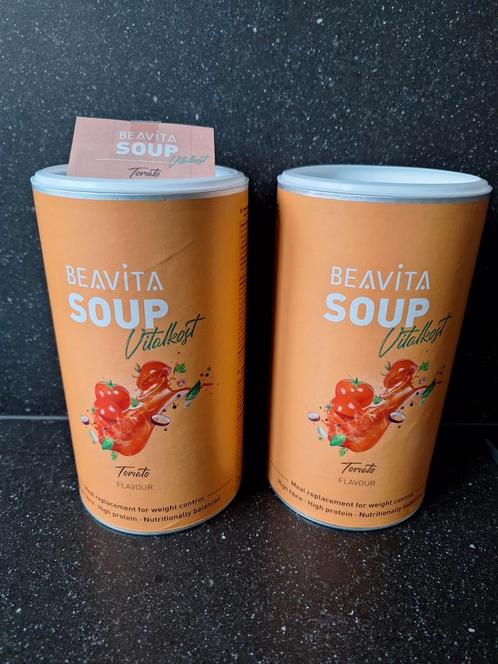 BEAVITA
SOUP
Vitalkost
Tomato
BEAVITA
SOUP
Vitalkost
Tomato
FLAVOUR
Meal replacement for weight control
fibre · High protein · Nutritionally balanced
BEAVITA
SOUP
Vitalkost
Tomato
FLAVOUR
Meal replacement for weight control
High fibre · High protein · Nutritionally balanced